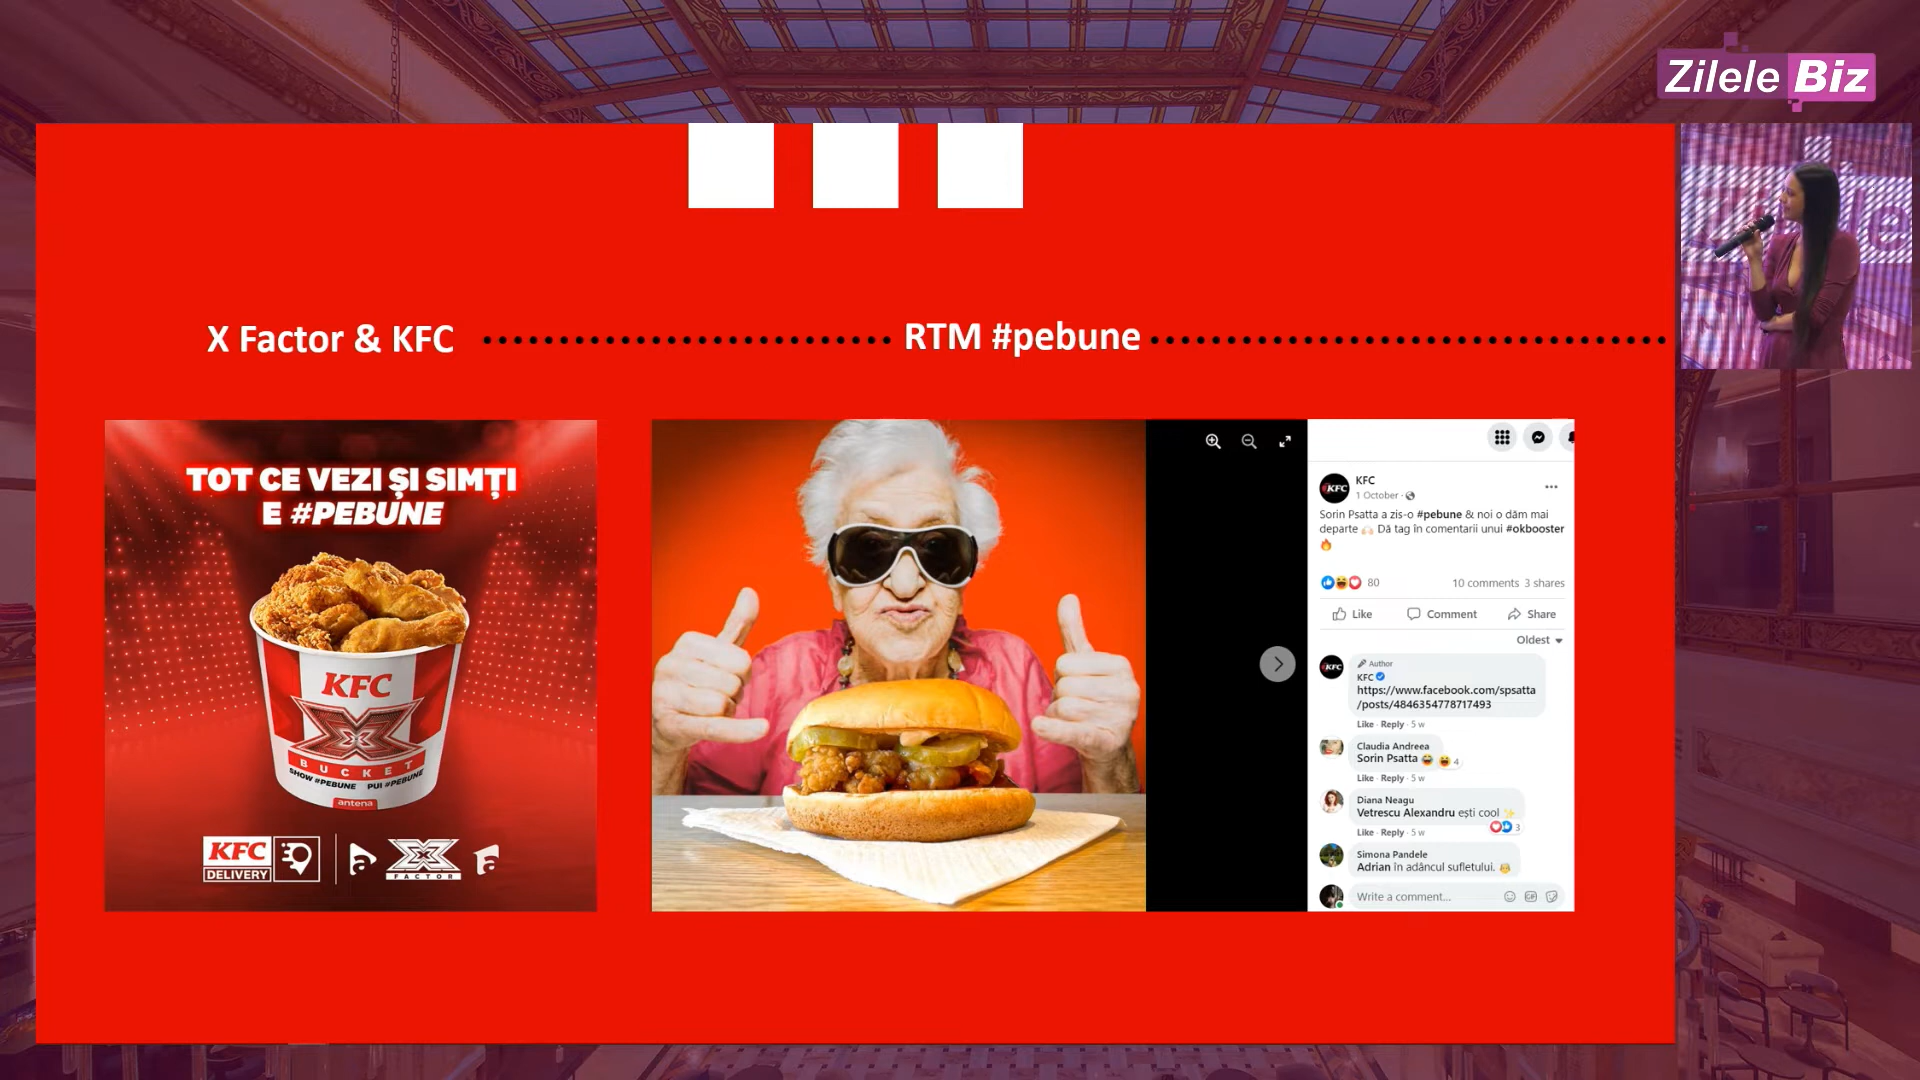 Zilele Biz
X Factor & KFC
RTM #pebune
TOT CE VEZI ȘI SIMȚI
E #PEBUNE
KFC
BUCKET
SHOW #PEBUNE PUI #PEBUNE
antena
KFC
DELIVERY
X
FACTOR
KFC
KFC
1 October
Sorin Psatta a zis-o #pebune & noi o dăm mai
departe 🙌🏻 Dă tag în comentarii unui #okbooster
🔥
80
10 comments 3 shares
Like
Comment
Share
Oldest
KFC
Author
KFC
https://www.facebook.com/spsatta
/posts/4846354778717493
Like · Reply · 5 w
Claudia Andreea
Sorin Psatta 😂
4
Like · Reply · 5 w
Diana Neagu
Vetrescu Alexandru ești cool ✨
3
Like · Reply · 5 w
Simona Pandele
Adrian în adâncul sufletului.
Write a comment...
GIF